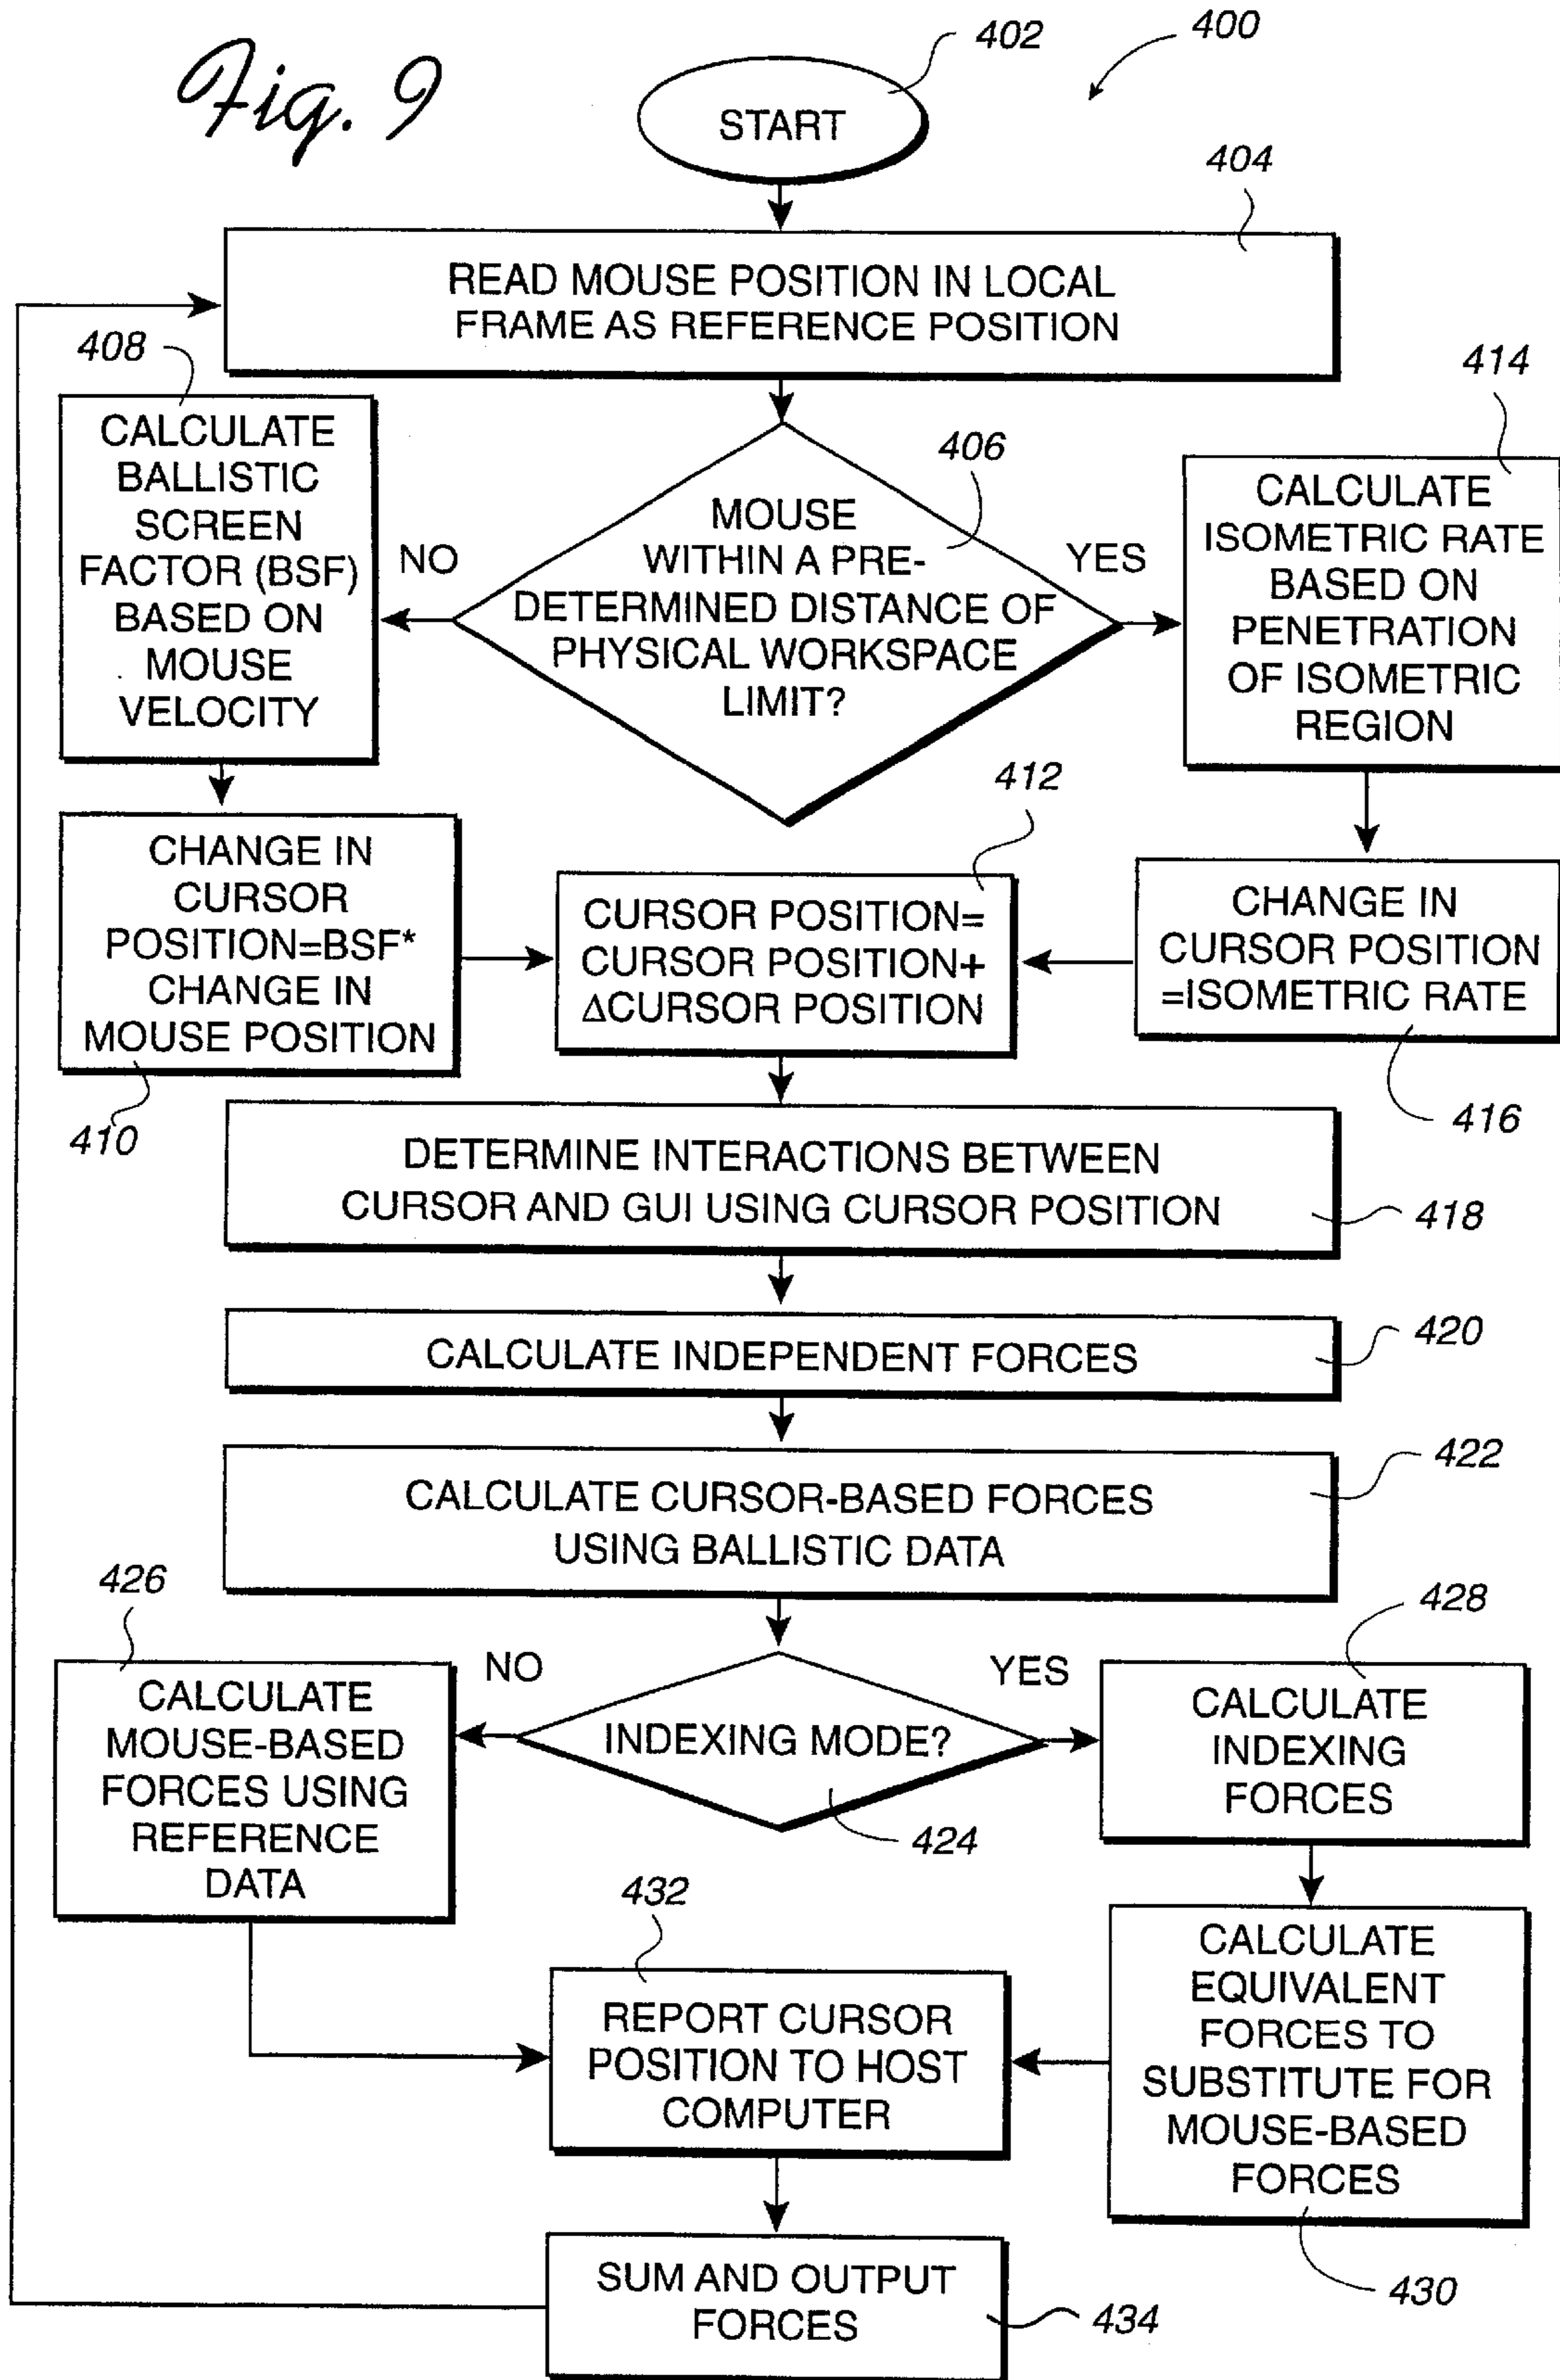 Fig. 9
402
400
START
404
READ MOUSE POSITION IN LOCAL
FRAME AS REFERENCE POSITION
408
CALCULATE
BALLISTIC
SCREEN
FACTOR (BSF)
BASED ON
MOUSE
VELOCITY
NO
406
MOUSE
WITHIN A PRE-
DETERMINED DISTANCE OF
PHYSICAL WORKSPACE
LIMIT?
YES
414
CALCULATE
ISOMETRIC RATE
BASED ON
PENETRATION
OF ISOMETRIC
REGION
CHANGE IN
CURSOR
POSITION=BSF*
CHANGE IN
MOUSE POSITION
410
412
CURSOR POSITION=
CURSOR POSITION+
ΔCURSOR POSITION
CHANGE IN
CURSOR POSITION
=ISOMETRIC RATE
416
DETERMINE INTERACTIONS BETWEEN
CURSOR AND GUI USING CURSOR POSITION
418
CALCULATE INDEPENDENT FORCES
420
CALCULATE CURSOR-BASED FORCES
USING BALLISTIC DATA
422
426
CALCULATE
MOUSE-BASED
FORCES USING
REFERENCE
DATA
NO
INDEXING MODE?
424
YES
428
CALCULATE
INDEXING
FORCES
432
REPORT CURSOR
POSITION TO HOST
COMPUTER
CALCULATE
EQUIVALENT
FORCES TO
SUBSTITUTE FOR
MOUSE-BASED
FORCES
430
SUM AND OUTPUT
FORCES
434